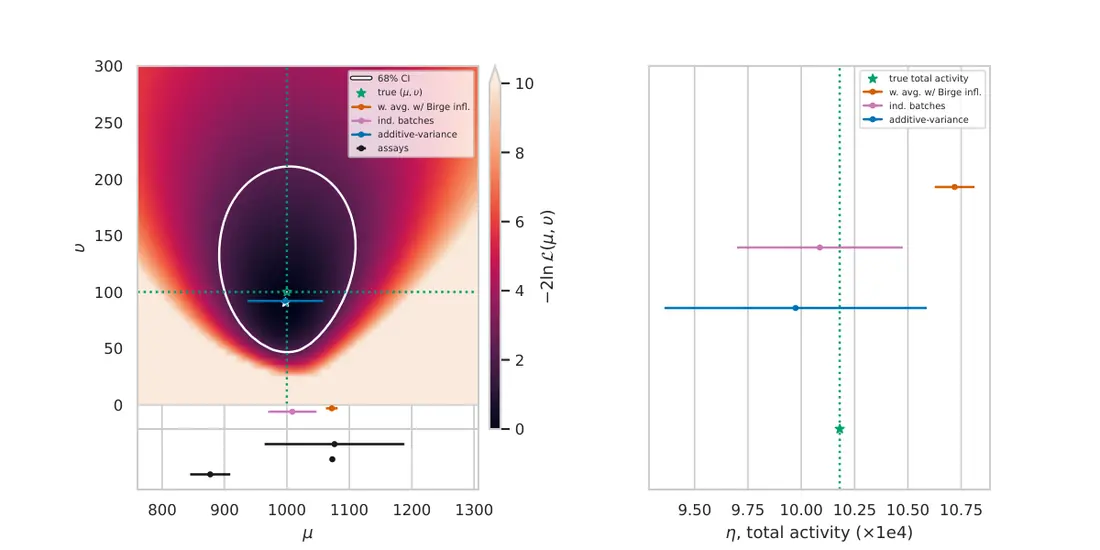 300
250
200
150
100
50
0
υ
68% CI
true (μ, υ)
w. avg. w/ Birge infl.
ind. batches
additive-variance
assays
800 900 1000 1100 1200 1300
μ
10
8
6
4
2
0
−2ln ℒ(μ, υ)
true total activity
w. avg. w/ Birge infl.
ind. batches
additive-variance
9.50 9.75 10.00 10.25 10.50 10.75
η, total activity (×1e4)